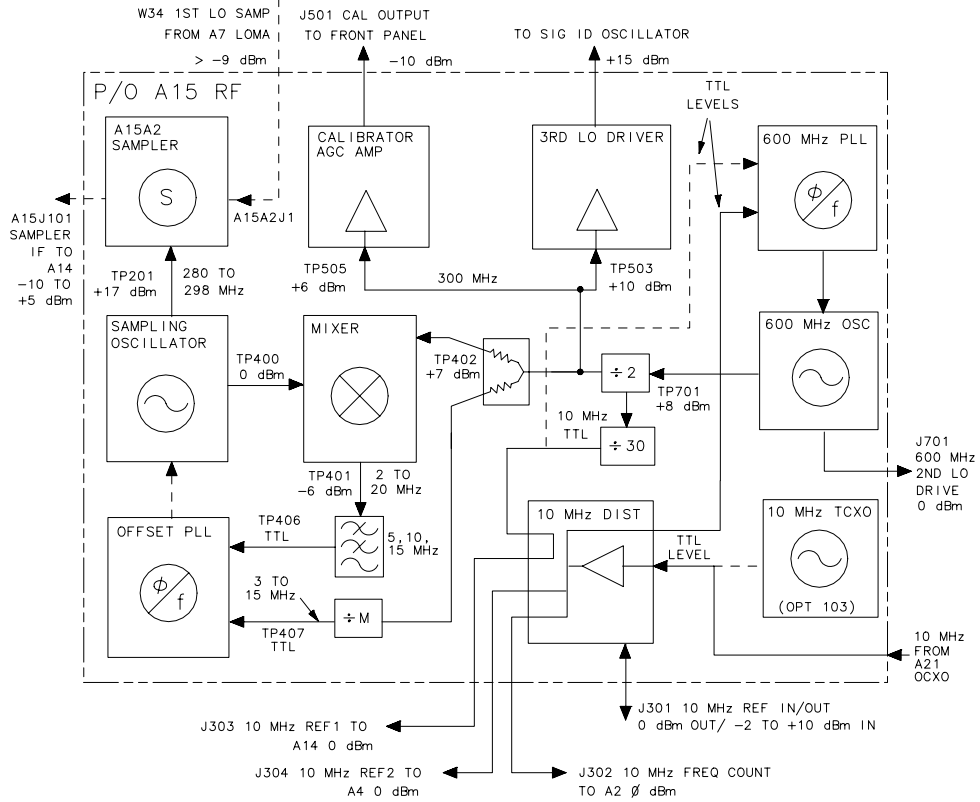 W34 1ST LO SAMP
FROM A7 LOMA
> -9 dBm
J501 CAL OUTPUT
TO FRONT PANEL
-10 dBm
TO SIG ID OSCILLATOR
+15 dBm
TTL
LEVELS
P/O A15 RF
A15A2
SAMPLER
S
CALIBRATOR
AGC AMP
3RD LO DRIVER
600 MHz PLL
ϕ
f
A15J101
SAMPLER
IF TO
A14
-10 TO
+5 dBm
A15A2J1
TP201
+17 dBm
280 TO
298 MHz
TP505
+6 dBm
300 MHz
TP503
+10 dBm
SAMPLING
OSCILLATOR
MIXER
600 MHz OSC
TP400
0 dBm
TP402
+7 dBm
÷2
TP701
+8 dBm
10 MHz
TTL
÷30
J701
600 MHz
2ND LO
DRIVE
0 dBm
TP401
-6 dBm
2 TO
20 MHz
OFFSET PLL
ϕ
f
TP406
TTL
5,10,
15 MHz
10 MHz DIST
TTL
LEVEL
10 MHz TCXO
(OPT 103)
3 TO
15 MHz
TP407
TTL
÷M
10 MHz
FROM
A21
OCXO
J301 10 MHz REF IN/OUT
0 dBm OUT/ -2 TO +10 dBm IN
J303 10 MHz REF1 TO
A14 0 dBm
J304 10 MHz REF2 TO
A4 0 dBm
J302 10 MHz FREQ COUNT
TO A2 Ø dBm